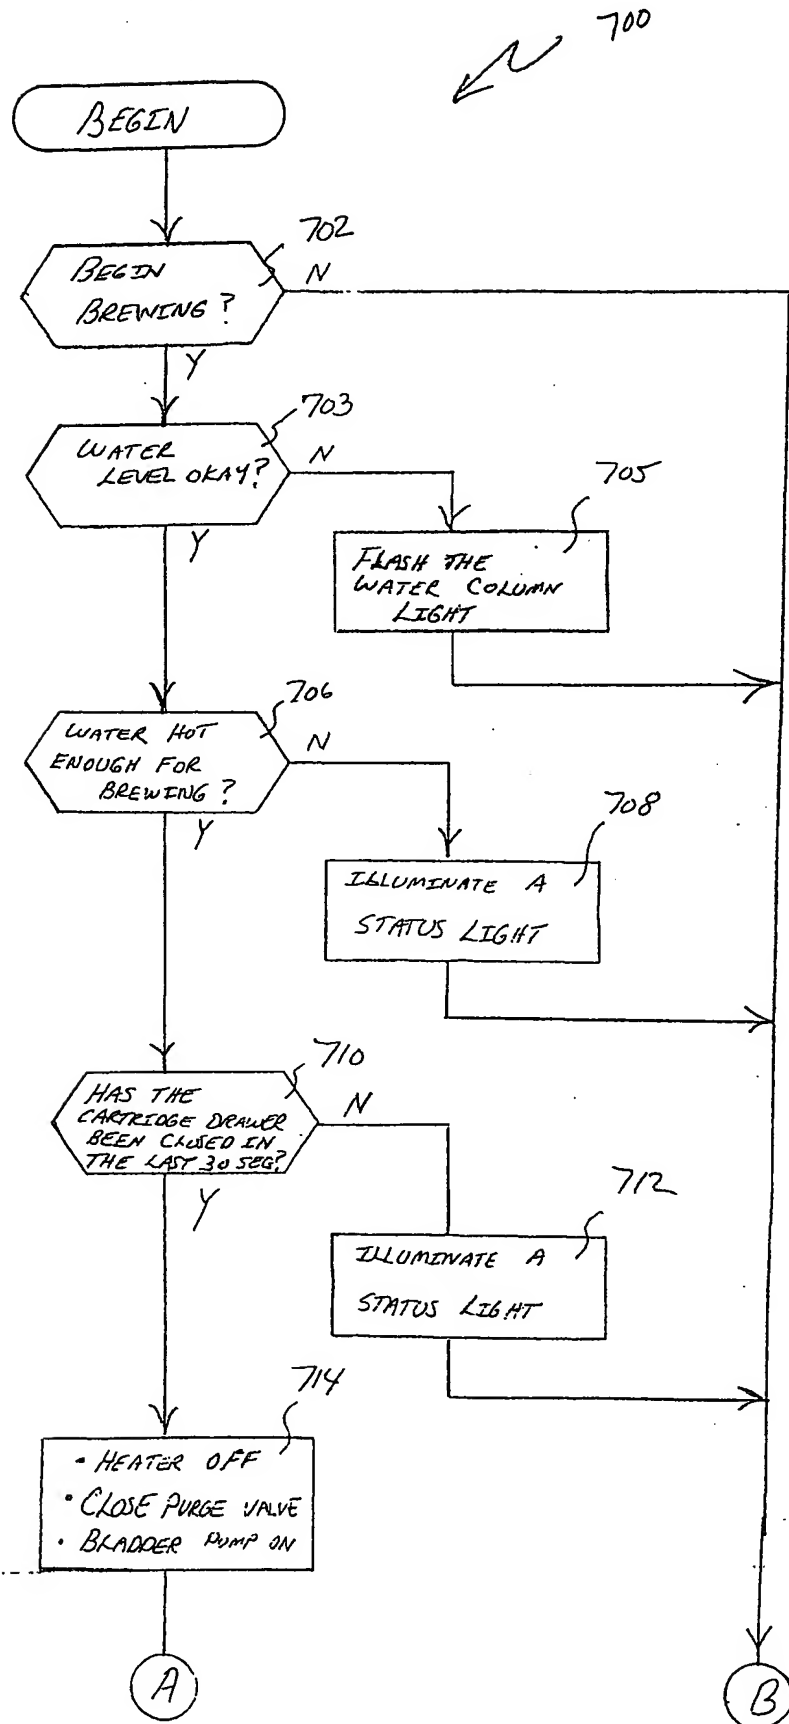 700
BEGIN
702
BEGIN
BREWING?
N
Y
703
WATER
LEVEL OKAY?
N
Y
705
FLASH THE
WATER COLUMN
LIGHT
706
WATER HOT
ENOUGH FOR
BREWING?
N
Y
708
ILLUMINATE A
STATUS LIGHT
710
HAS THE
CARTRIDGE DRAWER
BEEN CLOSED IN
THE LAST 30 SEG?
N
Y
712
ILLUMINATE A
STATUS LIGHT
714
• HEATER OFF
• CLOSE PURGE VALVE
• BLADDER PUMP ON
A
B